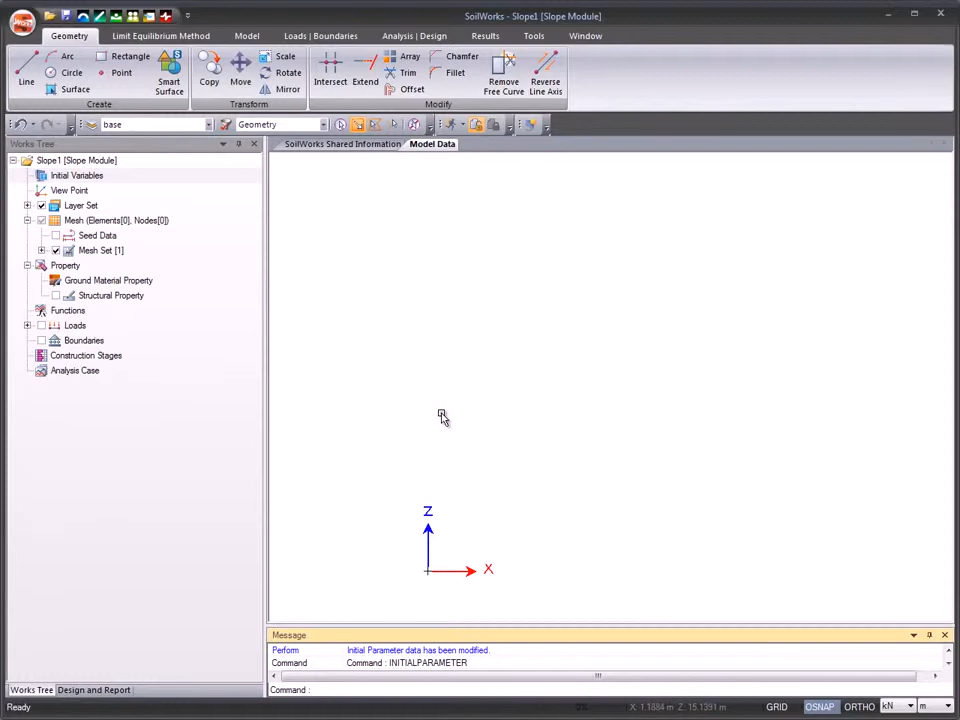 SoilWorks - Slope1 [Slope Module]
Geometry Limit Equilibrium Method Model Loads | Boundaries Analysis | Design Results Tools Window
Line Arc Circle Surface Rectangle Point Smart Surface
Copy Move Scale Rotate Mirror
Intersect Extend Array Trim Offset Chamfer Fillet Remove Free Curve Reverse Line Axis
Create Transform Modify
base Geometry
Works Tree
SoilWorks Shared Information Model Data
Slope1 [Slope Module]
Initial Variables
View Point
Layer Set
Mesh (Elements[0], Nodes[0])
Seed Data
Mesh Set [1]
Property
Ground Material Property
Structural Property
Functions
Loads
Boundaries
Construction Stages
Analysis Case
Z
X
Message
Perform Initial Parameter data has been modified.
Command Command : INITIALPARAMETER
Command :
Works Tree Design and Report
Ready 0% X: 1.1884 m Z: 15.1391 m GRID OSNAP ORTHO kN m